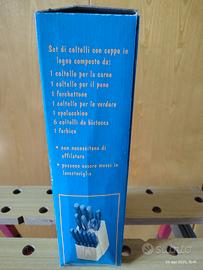 Set di coltelli con ceppo in
legno composto da:
1 coltello per la carne
1 coltello per il pane
1 forchettone
1 coltello per le verdure
1 spelucchino
6 coltelli da bistecca
1 forbice
• non necessitano di
affilatura
• possono essere messi in
lavastoviglie
subito